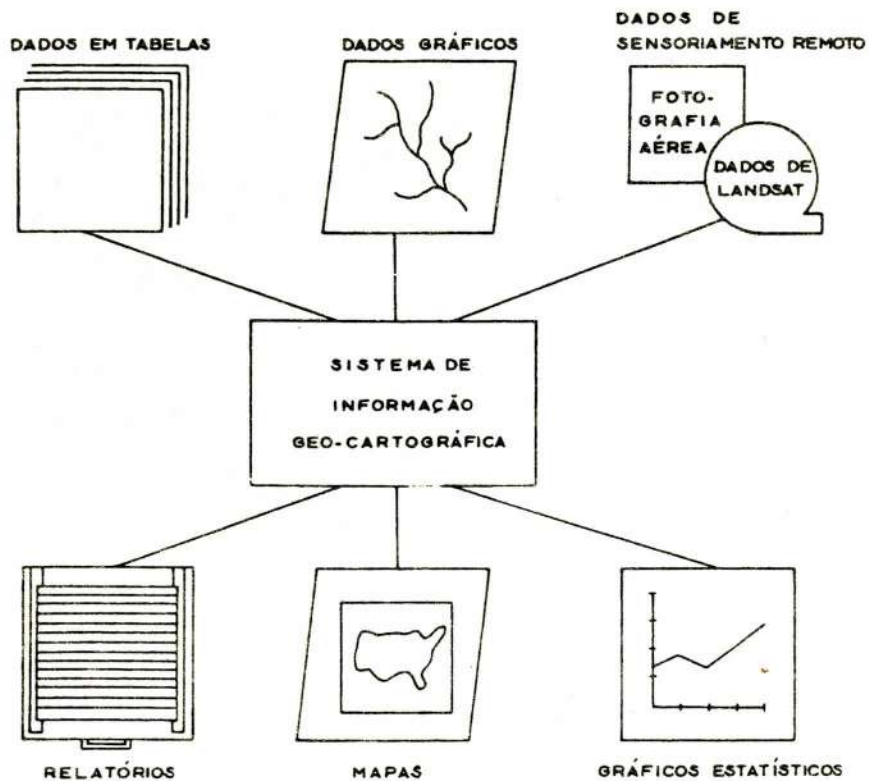 DADOS EM TABELAS
DADOS GRÁFICOS
DADOS DE
SENSORIAMENTO REMOTO
FOTO-
GRAFIA
AÉREA
DADOS DE
LANDSAT
SISTEMA DE
INFORMAÇÃO
GEO-CARTOGRÁFICA
RELATÓRIOS
MAPAS
GRÁFICOS ESTATÍSTICOS